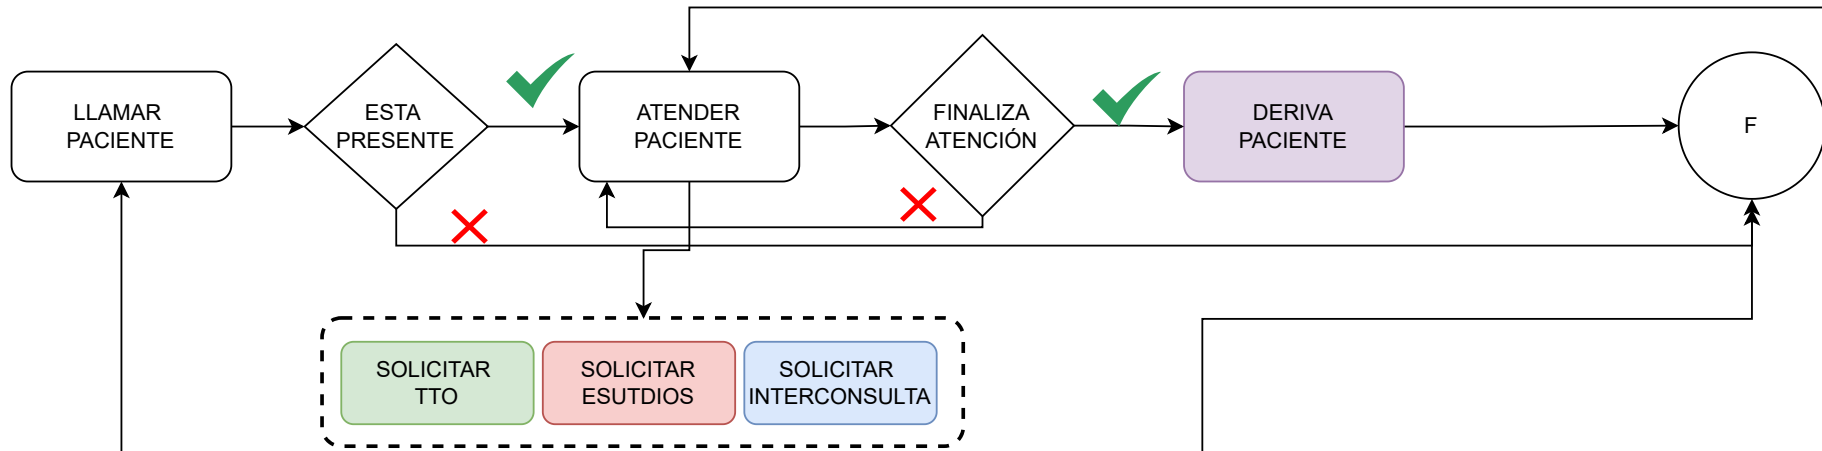 LLAMAR
PACIENTE
ESTA
PRESENTE
ATENDER
PACIENTE
FINALIZA
ATENCIÓN
DERIVA
PACIENTE
F
SOLICITAR
TTO
SOLICITAR
ESUTDIOS
SOLICITAR
INTERCONSULTA